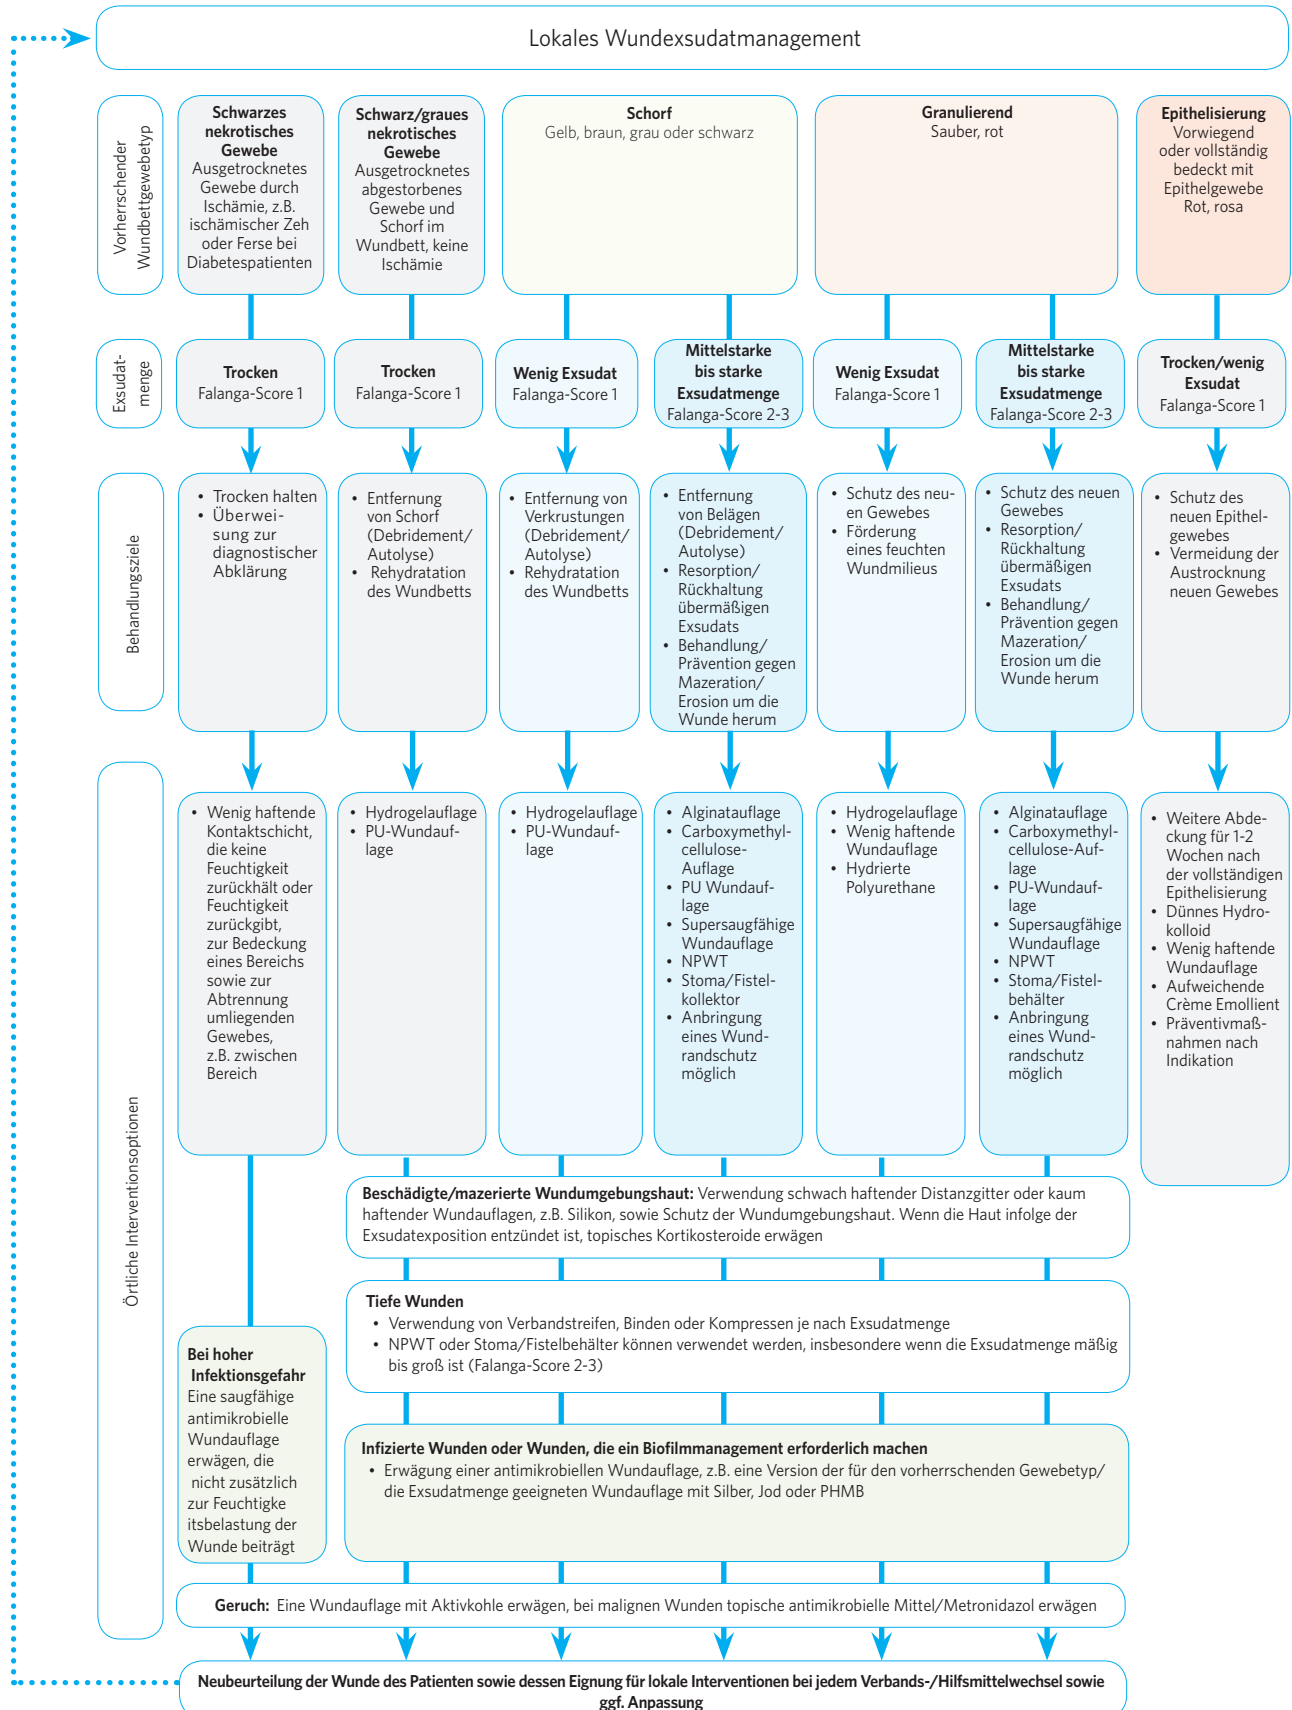 Lokales Wundexsudatmanagement
Vorherrschender
Wundbettgewebetyp
Schwarzes
nekrotisches
Gewebe
Ausgetrocknetes
Gewebe durch
Ischämie, z.B.
ischämischer Zeh
oder Ferse bei
Diabetespatienten
Schwarz/graues
nekrotisches
Gewebe
Ausgetrocknetes
abgestorbenes
Gewebe und
Schorf im
Wundbett, keine
Ischämie
Schorf
Gelb, braun, grau oder schwarz
Granulierend
Sauber, rot
Epithelisierung
Vorwiegend
oder vollständig
bedeckt mit
Epithelgewebe
Rot, rosa
Exsudat-
menge
Trocken
Falanga-Score 1
Trocken
Falanga-Score 1
Wenig Exsudat
Falanga-Score 1
Mittelstarke
bis starke
Exsudatmenge
Falanga-Score 2-3
Wenig Exsudat
Falanga-Score 1
Mittelstarke
bis starke
Exsudatmenge
Falanga-Score 2-3
Trocken/wenig
Exsudat
Falanga-Score 1
Behandlungsziele
• Trocken halten
• Überwei-
sung zur
diagnostischer
Abklärung
• Entfernung
von Schorf
(Debridement/
Autolyse)
• Rehydratation
des Wundbetts
• Entfernung von
Verkrustungen
(Debridement/
Autolyse)
• Rehydratation
des Wundbetts
• Entfernung
von Belägen
(Debridement/
Autolyse)
• Resorption/
Rückhaltung
übermäßigen
Exsudats
• Behandlung/
Prävention gegen
Mazeration/
Erosion um die
Wunde herum
• Schutz des neu-
en Gewebes
• Förderung
eines feuchten
Wundmilieus
• Schutz des neuen
Gewebes
• Resorption/
Rückhaltung
übermäßigen
Exsudats
• Behandlung/
Prävention gegen
Mazeration/
Erosion um die
Wunde herum
• Schutz des
neuen Epithel-
gewebes
• Vermeidung der
Austrocknung
neuen Gewebes
Örtliche Interventionsoptionen
• Wenig haftende
Kontaktschicht,
die keine
Feuchtigkeit
zurückhält oder
Feuchtigkeit
zurückgibt,
zur Bedeckung
eines Bereichs
sowie zur
Abtrennung
umliegenden
Gewebes,
z.B. zwischen
Bereich
• Hydrogelauflage
• PU-Wundauf-
lage
• Hydrogelauflage
• PU-Wundauf-
lage
• Alginatauflage
• Carboxymethyl-
cellulose-
Auflage
• PU Wundauf-
lage
• Supersaugfähige
Wundauflage
• NPWT
• Stoma/Fistel-
kollektor
• Anbringung
eines Wund-
randschutz
möglich
• Hydrogelauflage
• Wenig haftende
Wundauflage
• Hydrierte
Polyurethane
• Alginatauflage
• Carboxymethyl-
cellulose-Auf-
lage
• PU-Wundauf-
lage
• Supersaugfähige
Wundauflage
• NPWT
• Stoma/Fistel-
behälter
• Anbringung
eines Wund-
randschutz
möglich
• Weitere Abde-
ckung für 1-2
Wochen nach
der vollständigen
Epithelisierung
• Dünnes Hydro-
kolloid
• Wenig haftende
Wundauflage
• Aufweichende
Crème Emollient
• Präventivmaß-
nahmen nach
Indikation
Beschädigte/mazerierte Wundumgebungshaut: Verwendung schwach haftender Distanzgitter oder kaum
haftender Wundauflagen, z.B. Silikon, sowie Schutz der Wundumgebungshaut. Wenn die Haut infolge der
Exsudatexposition entzündet ist, topisches Kortikosteroide erwägen
Tiefe Wunden
• Verwendung von Verbandstreifen, Binden oder Kompressen je nach Exsudatmenge
• NPWT oder Stoma/Fistelbehälter können verwendet werden, insbesondere wenn die Exsudatmenge mäßig
bis groß ist (Falanga-Score 2-3)
Bei hoher
Infektionsgefahr
Eine saugfähige
antimikrobielle
Wundauflage
erwägen, die
nicht zusätzlich
zur Feuchtigke
itsbelastung der
Wunde beiträgt
Infizierte Wunden oder Wunden, die ein Biofilmmanagement erforderlich machen
• Erwägung einer antimikrobiellen Wundauflage, z.B. eine Version der für den vorherrschenden Gewebetyp/
die Exsudatmenge geeigneten Wundauflage mit Silber, Jod oder PHMB
Geruch: Eine Wundauflage mit Aktivkohle erwägen, bei malignen Wunden topische antimikrobielle Mittel/Metronidazol erwägen
Neubeurteilung der Wunde des Patienten sowie dessen Eignung für lokale Interventionen bei jedem Verbands-/Hilfsmittelwechsel sowie
ggf. Anpassung